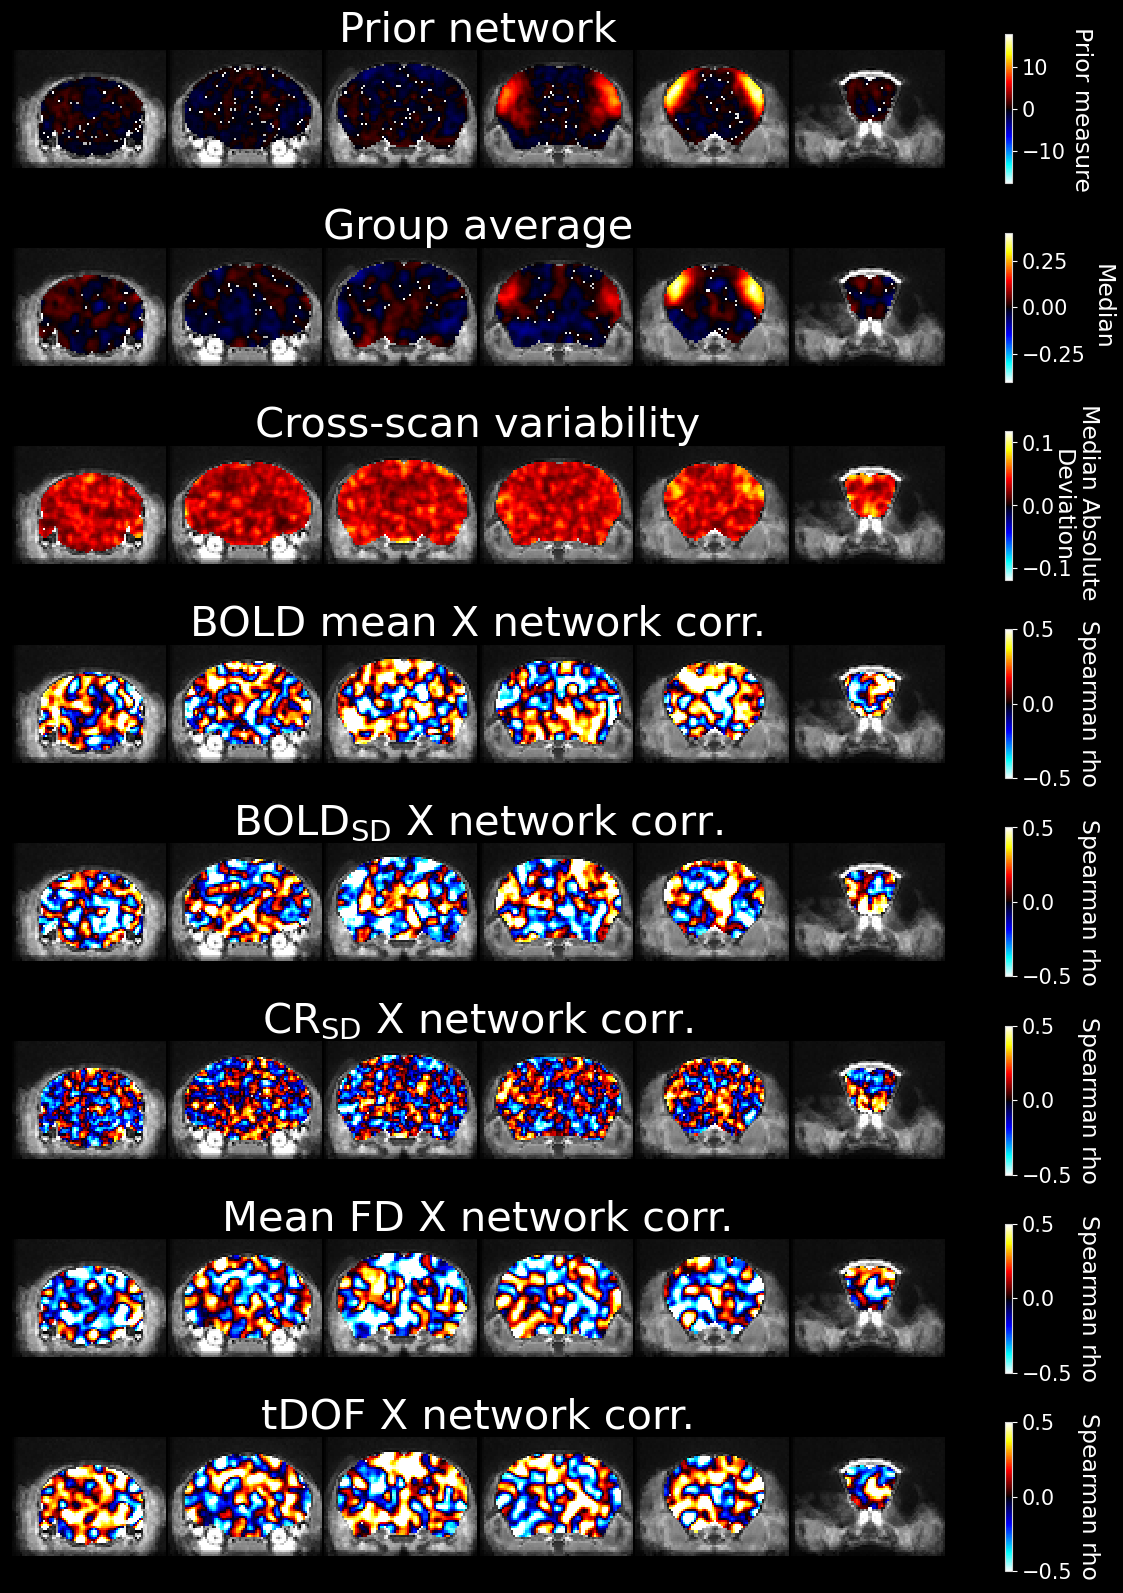 Prior network
10
0
−10
Prior measure
Group average
0.25
0.00
−0.25
Median
Cross-scan variability
0.1
0.0
−0.1
Median Absolute
Deviation
BOLD mean X network corr.
0.5
0.0
−0.5
Spearman rho
BOLD_SD X network corr.
0.5
0.0
−0.5
Spearman rho
CR_SD X network corr.
0.5
0.0
−0.5
Spearman rho
Mean FD X network corr.
0.5
0.0
−0.5
Spearman rho
tDOF X network corr.
0.5
0.0
−0.5
Spearman rho